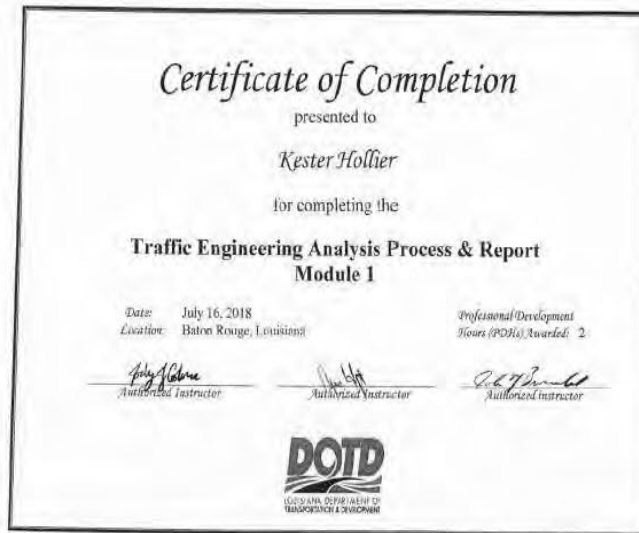 Certificate of Completion
presented to
Kester Hollier
for completing the
Traffic Engineering Analysis Process & Report
Module 1
Date: July 16, 2018
Location: Baton Rouge, Louisiana
Professional Development
Hours (PDHs) Awarded: 2
Authorized Instructor
Authorized Instructor
Authorized instructor
DOTD
LOUISIANA DEPARTMENT OF
TRANSPORTATION & DEVELOPMENT